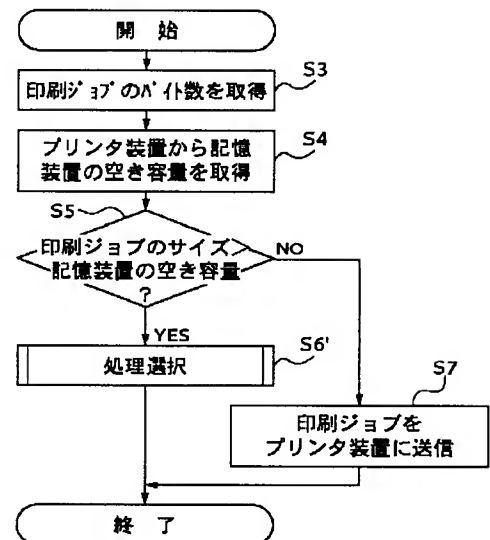 開 始
印刷ｼﾞｮﾌﾞのﾊﾞｲﾄ数を取得
S3
プリンタ装置から記憶
装置の空き容量を取得
S4
S5
印刷ジョブのサイズ>
記憶装置の空き容量
?
NO
YES
処理選択
S6'
S7
印刷ジョブを
プリンタ装置に送信
終 了